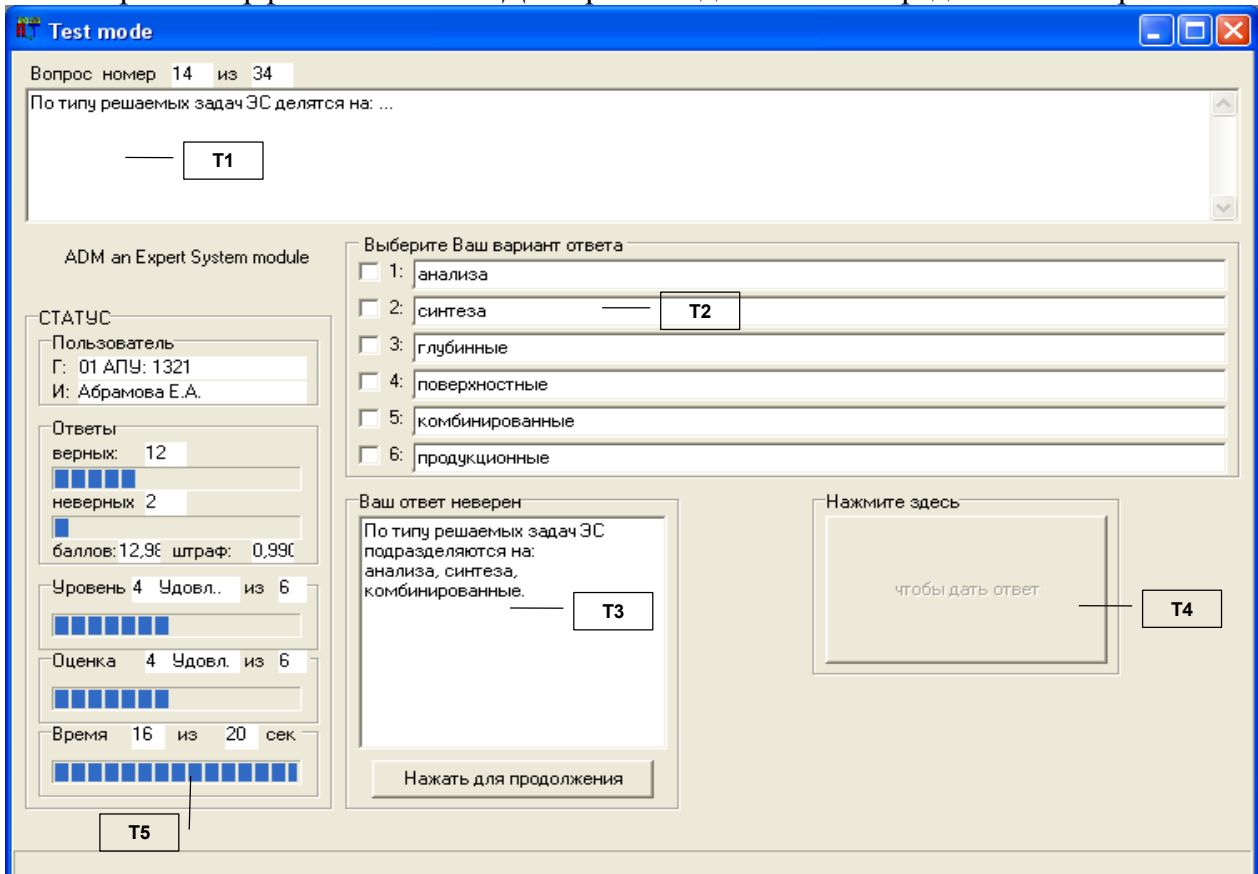 Test mode
Вопрос номер 14 из 34
По типу решаемых задач ЭС делятся на: ...
T1
ADM an Expert System module
Выберите Ваш вариант ответа
1: анализа
2: синтеза
T2
3: глубинные
4: поверхностные
5: комбинированные
6: продукционные
СТАТУС
Пользователь
Г: 01 АПУ: 1321
И: Абрамова Е.А.
Ответы
верных: 12
неверных 2
баллов: 12,98 штраф: 0,990
Уровень 4 Удовл.. из 6
Оценка 4 Удовл. из 6
Время 16 из 20 сек
T5
Ваш ответ неверен
По типу решаемых задач ЭС
подразделяются на:
анализа, синтеза,
комбинированные.
T3
Нажать для продолжения
Нажмите здесь
чтобы дать ответ
T4